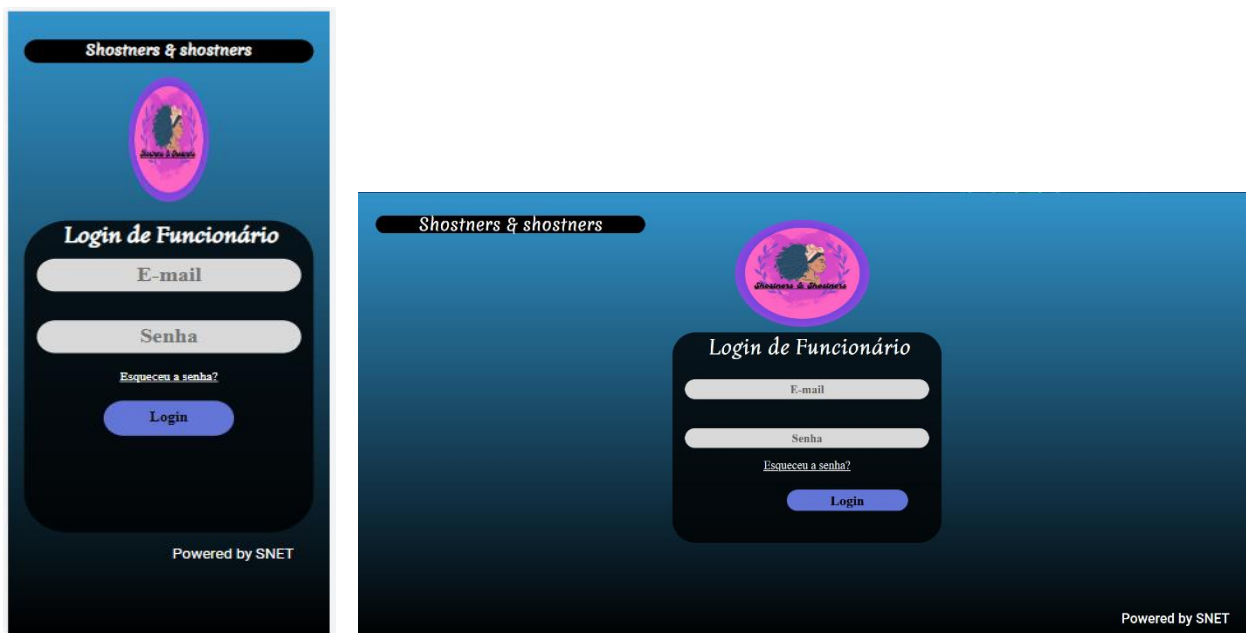 Shostners & shostners
Login de Funcionário
E-mail
Senha
Esqueceu a senha?
Login
Powered by SNET
Shostners & shostners
Shostners & Shostners
Login de Funcionário
E-mail
Senha
Esqueceu a senha?
Login
Powered by SNET